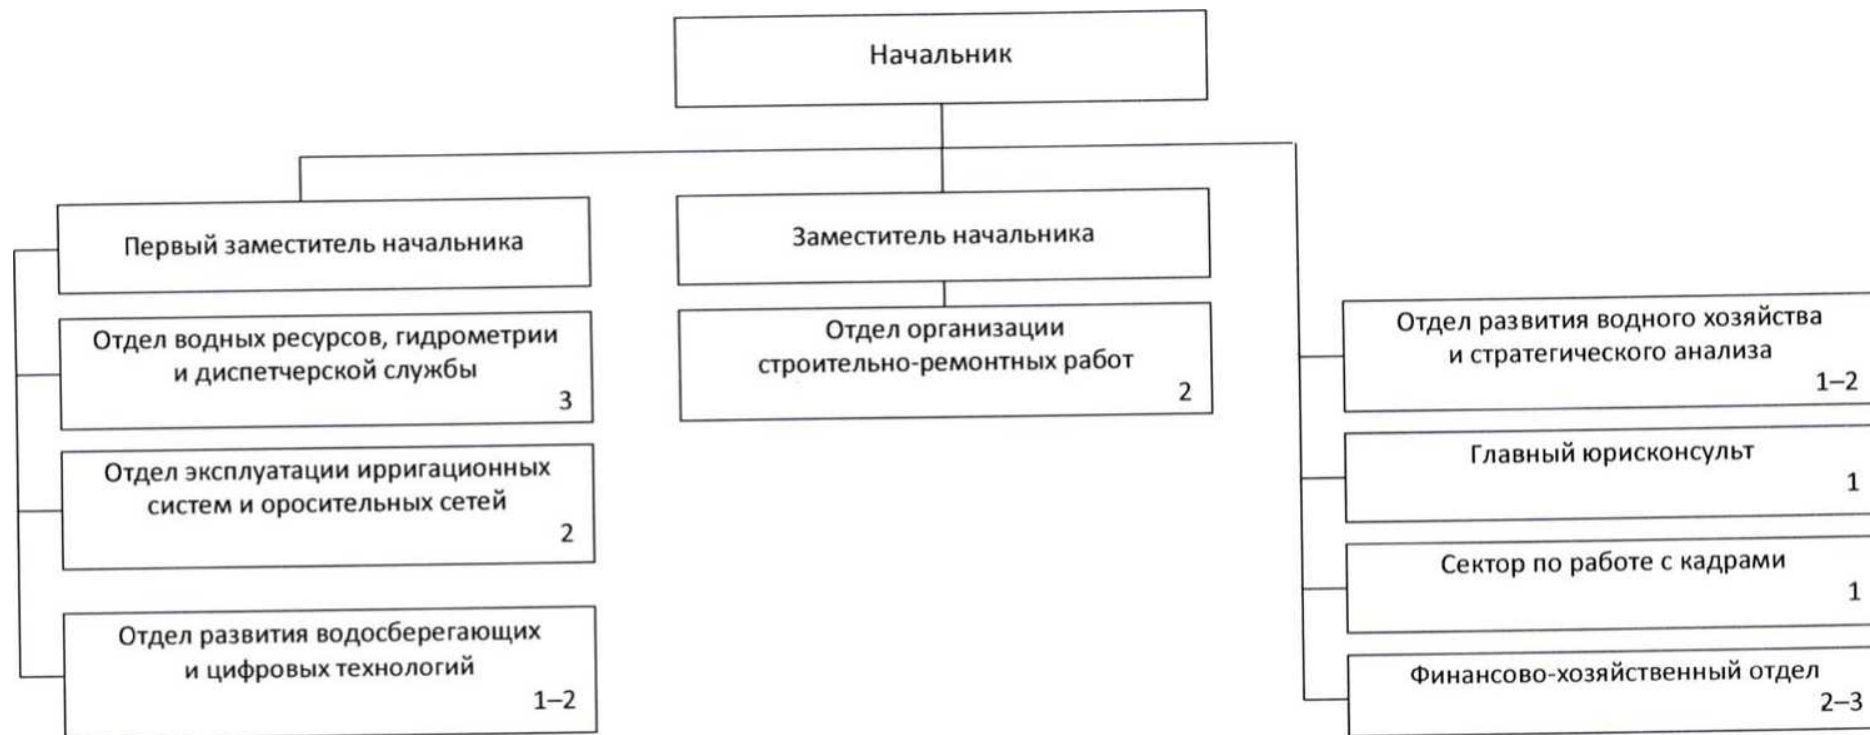 Начальник
Первый заместитель начальника
Отдел водных ресурсов, гидрометрии
и диспетчерской службы
3
Отдел эксплуатации ирригационных
систем и оросительных сетей
2
Отдел развития водосберегающих
и цифровых технологий
1–2
Заместитель начальника
Отдел организации
строительно-ремонтных работ
2
Отдел развития водного хозяйства
и стратегического анализа
1–2
Главный юрисконсульт
1
Сектор по работе с кадрами
1
Финансово-хозяйственный отдел
2–3